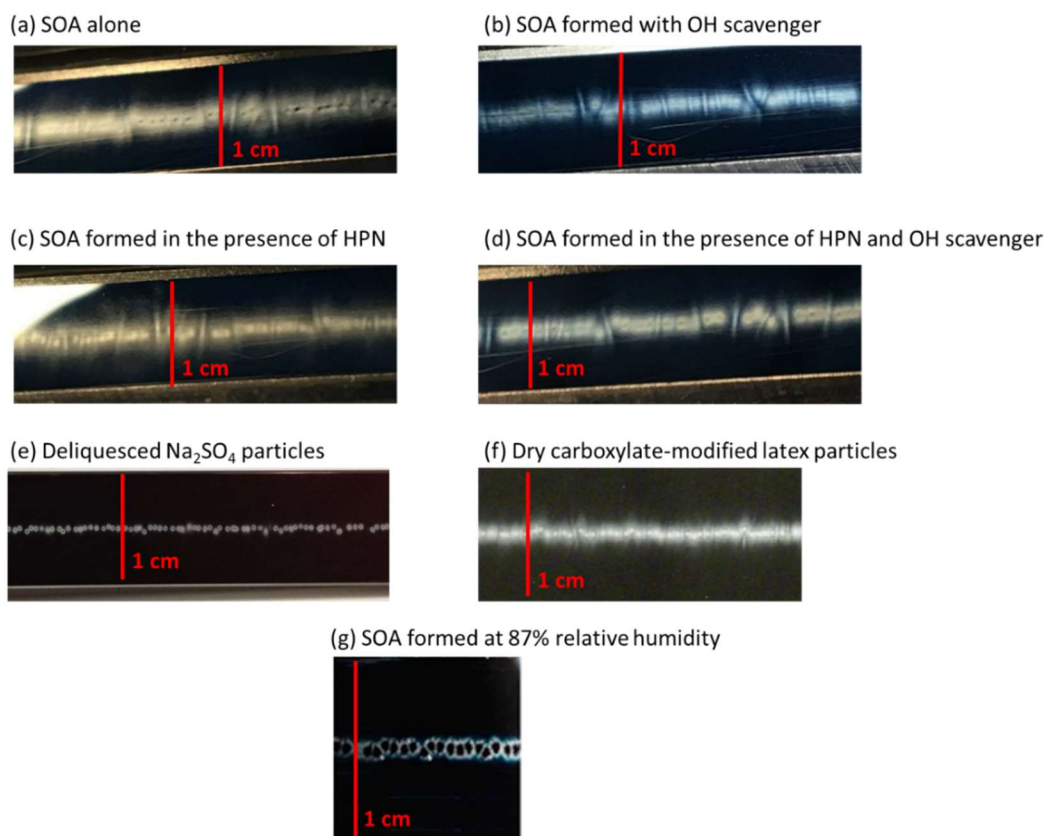 (a) SOA alone
(b) SOA formed with OH scavenger
1 cm
1 cm
(c) SOA formed in the presence of HPN
(d) SOA formed in the presence of HPN and OH scavenger
1 cm
1 cm
(e) Deliquesced Na₂SO₄ particles
(f) Dry carboxylate-modified latex particles
1 cm
1 cm
(g) SOA formed at 87% relative humidity
1 cm